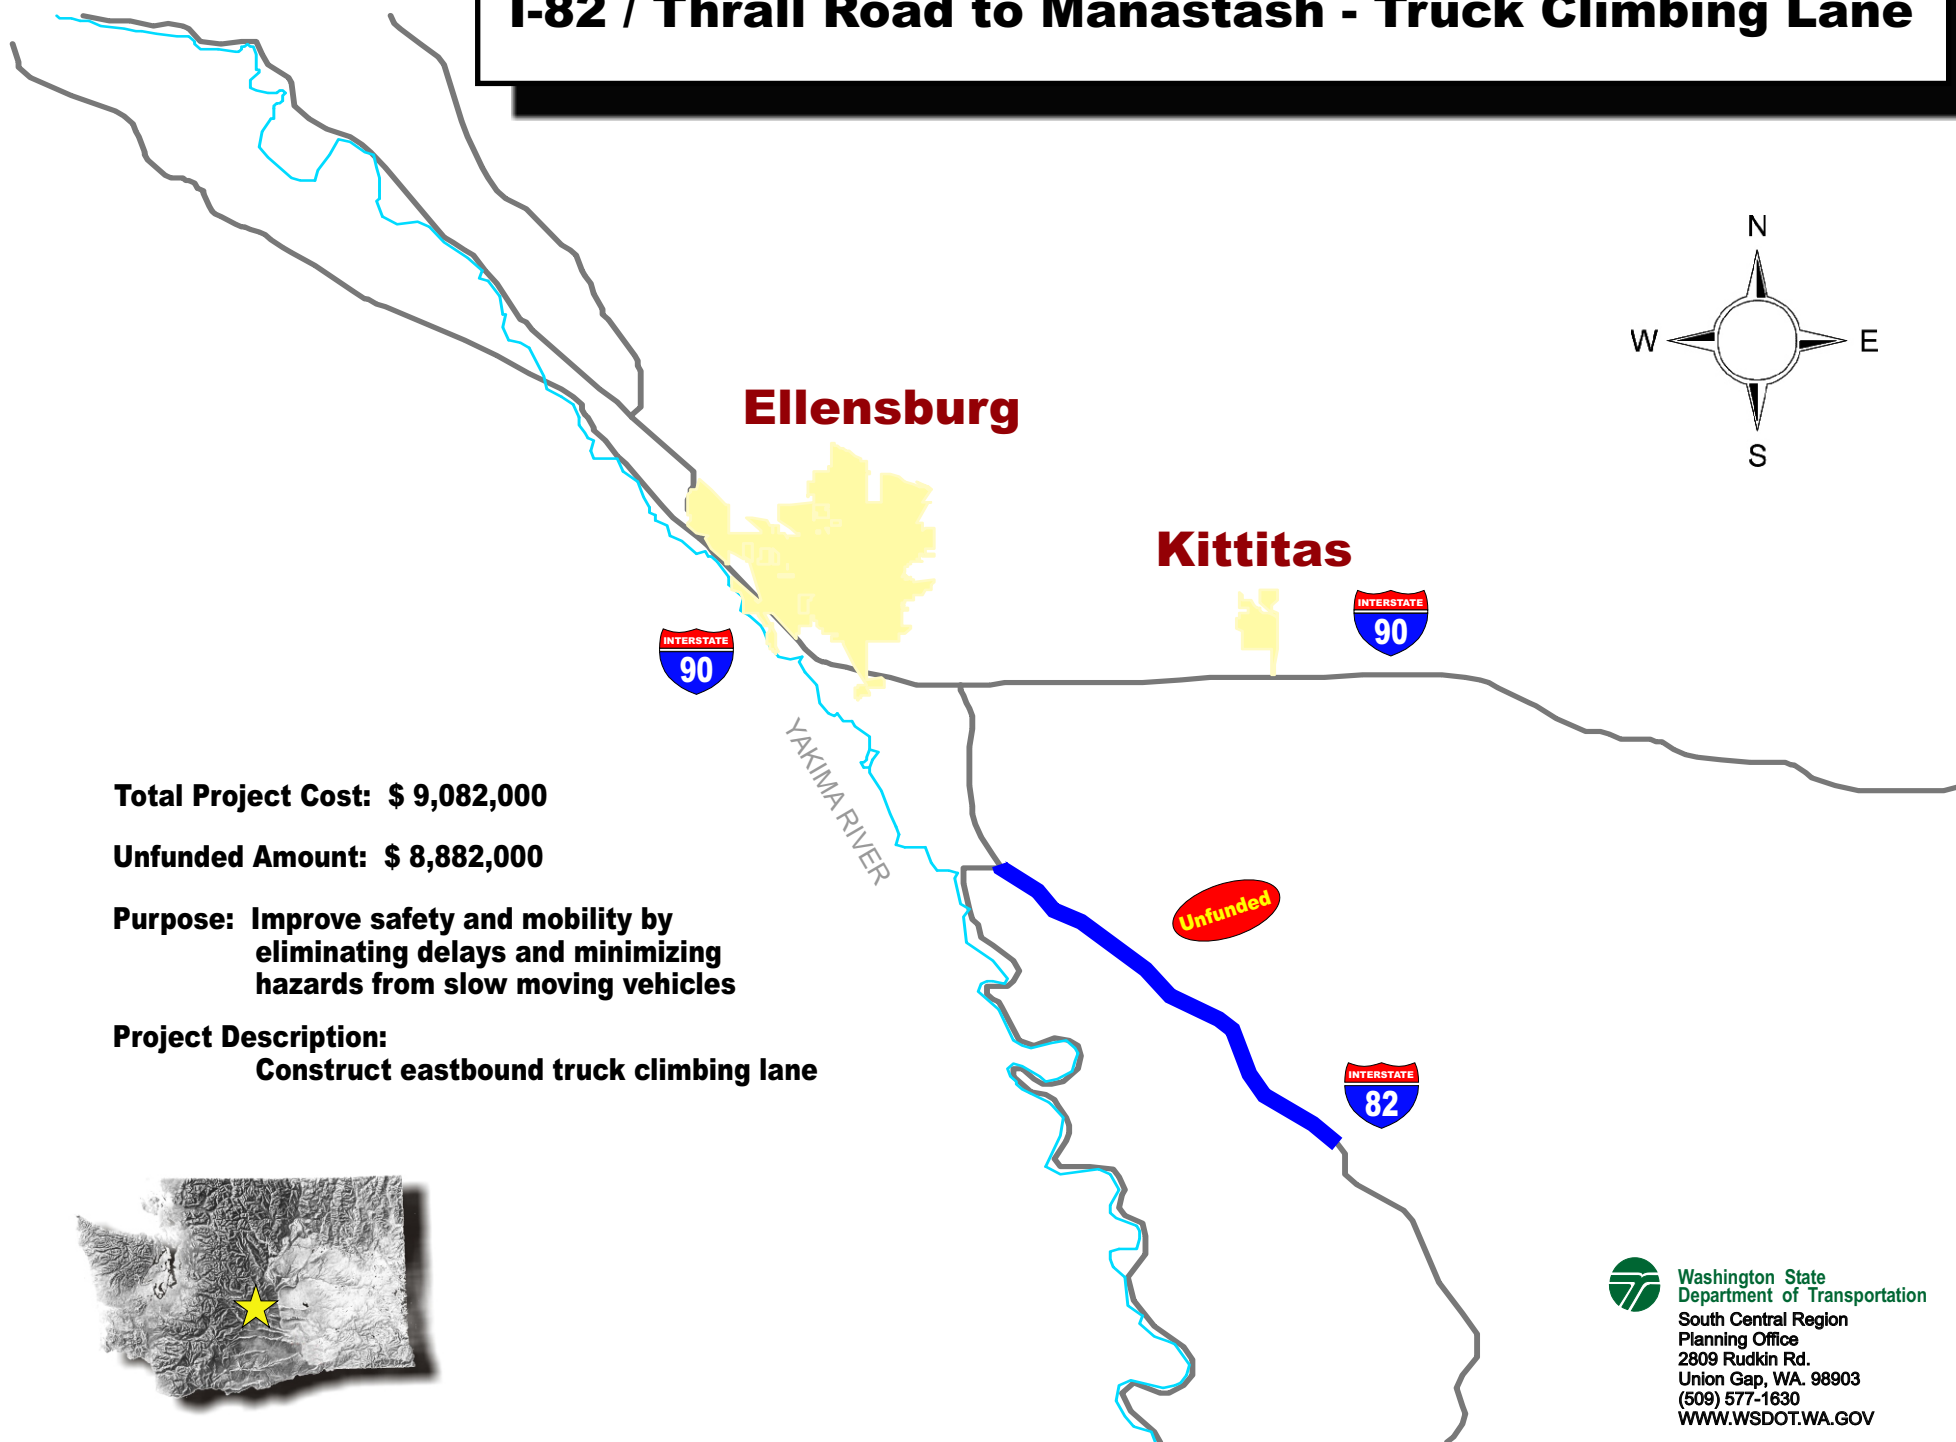 I-82 / Thrall Road to Manastash - Truck Climbing Lane
N
W
E
S
Ellensburg
Kittitas
INTERSTATE
90
INTERSTATE
90
YAKIMA RIVER
Total Project Cost: $ 9,082,000
Unfunded Amount: $ 8,882,000
Purpose: Improve safety and mobility by
eliminating delays and minimizing
hazards from slow moving vehicles
Project Description:
Construct eastbound truck climbing lane
Unfunded
INTERSTATE
82
Washington State
Department of Transportation
South Central Region
Planning Office
2809 Rudkin Rd.
Union Gap, WA. 98903
(509) 577-1630
WWW.WSDOT.WA.GOV